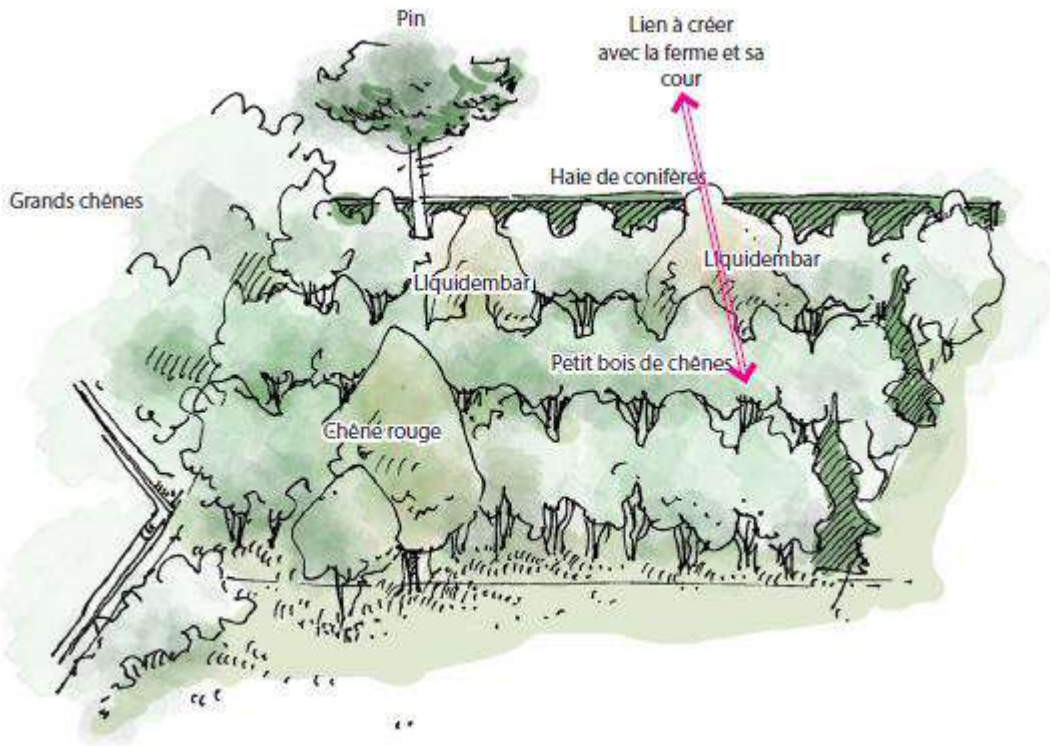 Pin
Lien à créer
avec la ferme et sa
cour
Haie de conifères
Grands chênes
Liquidembar
Liquidembar
Petit bois de chênes
Chêne rouge